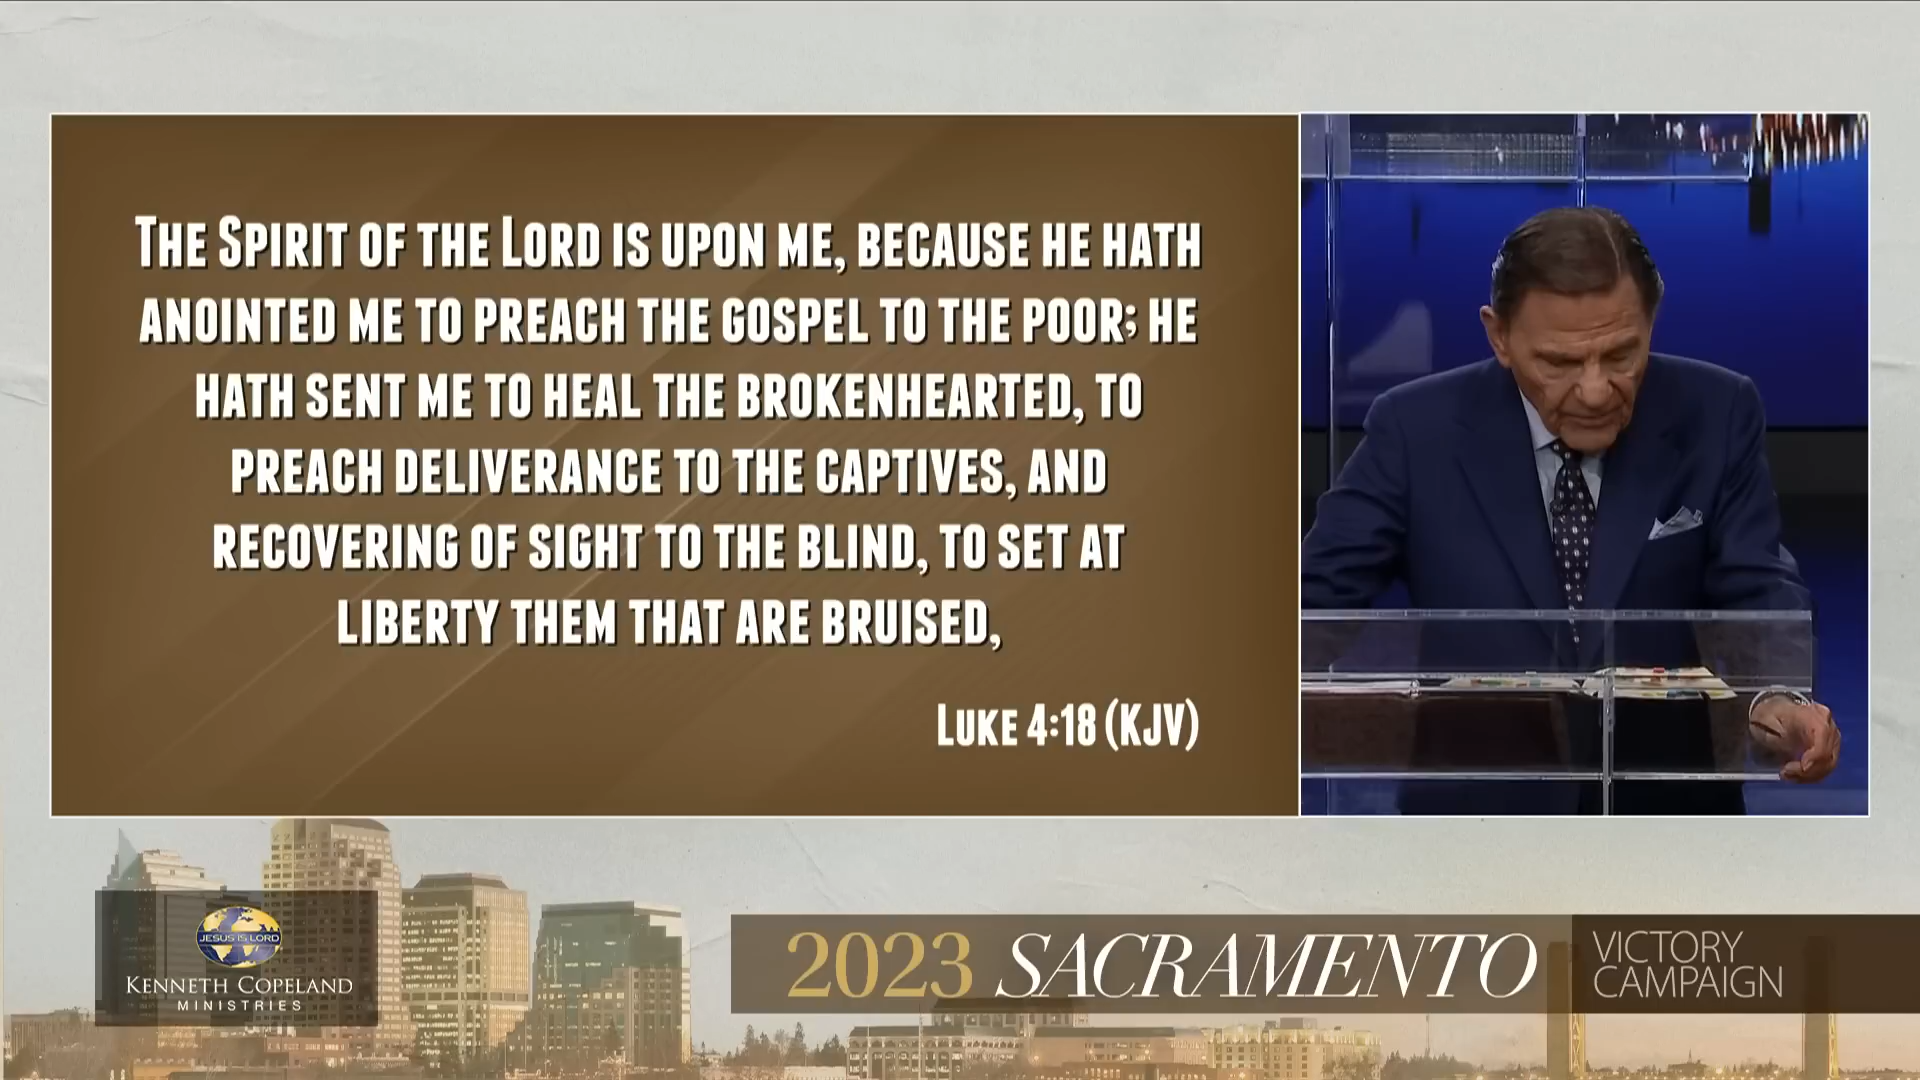 The Spirit of the Lord is upon me, because he hath
anointed me to preach the gospel to the poor; he
hath sent me to heal the brokenhearted, to
preach deliverance to the captives, and
recovering of sight to the blind, to set at
liberty them that are bruised,
Luke 4:18 (KJV)
JESUS IS LORD
Kenneth Copeland
MINISTRIES
2023 SACRAMENTO
VICTORY
CAMPAIGN